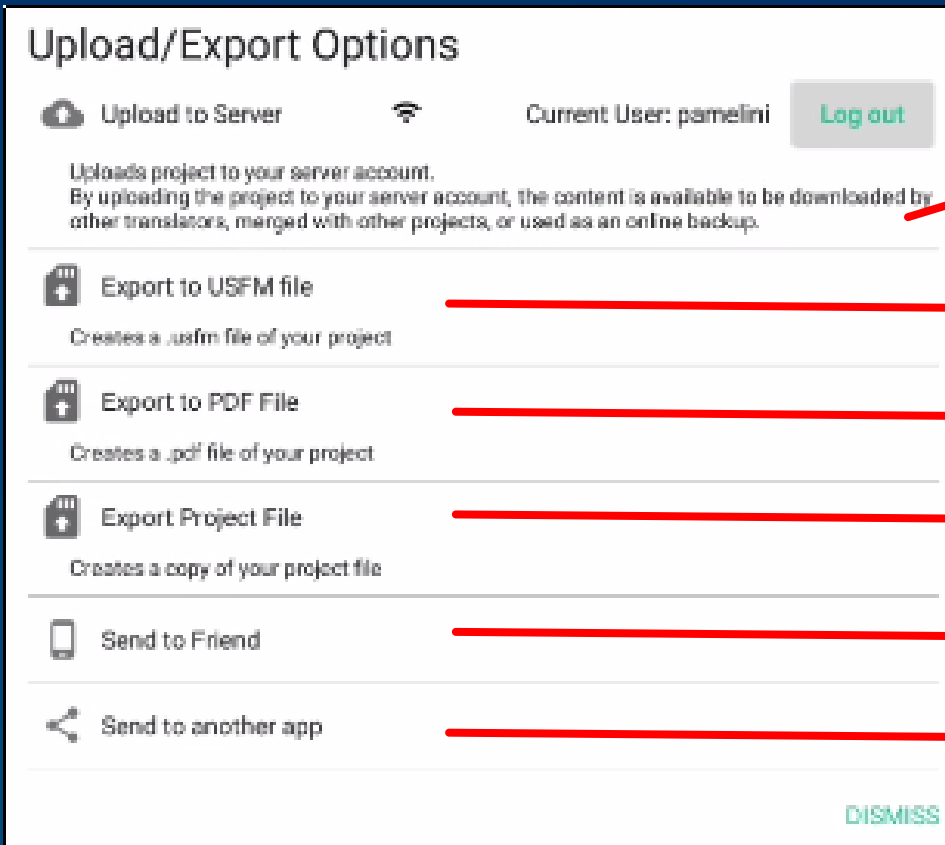 Upload/Export Options
Upload to Server Current User: pamelini Log out
Uploads project to your server account.
By uploading the project to your server account, the content is available to be downloaded by
other translators, merged with other projects, or used as an online backup.
Export to USFM file
Creates a .usfm file of your project
Export to PDF File
Creates a .pdf file of your project
Export Project File
Creates a copy of your project file
Send to Friend
Send to another app
DISMISS